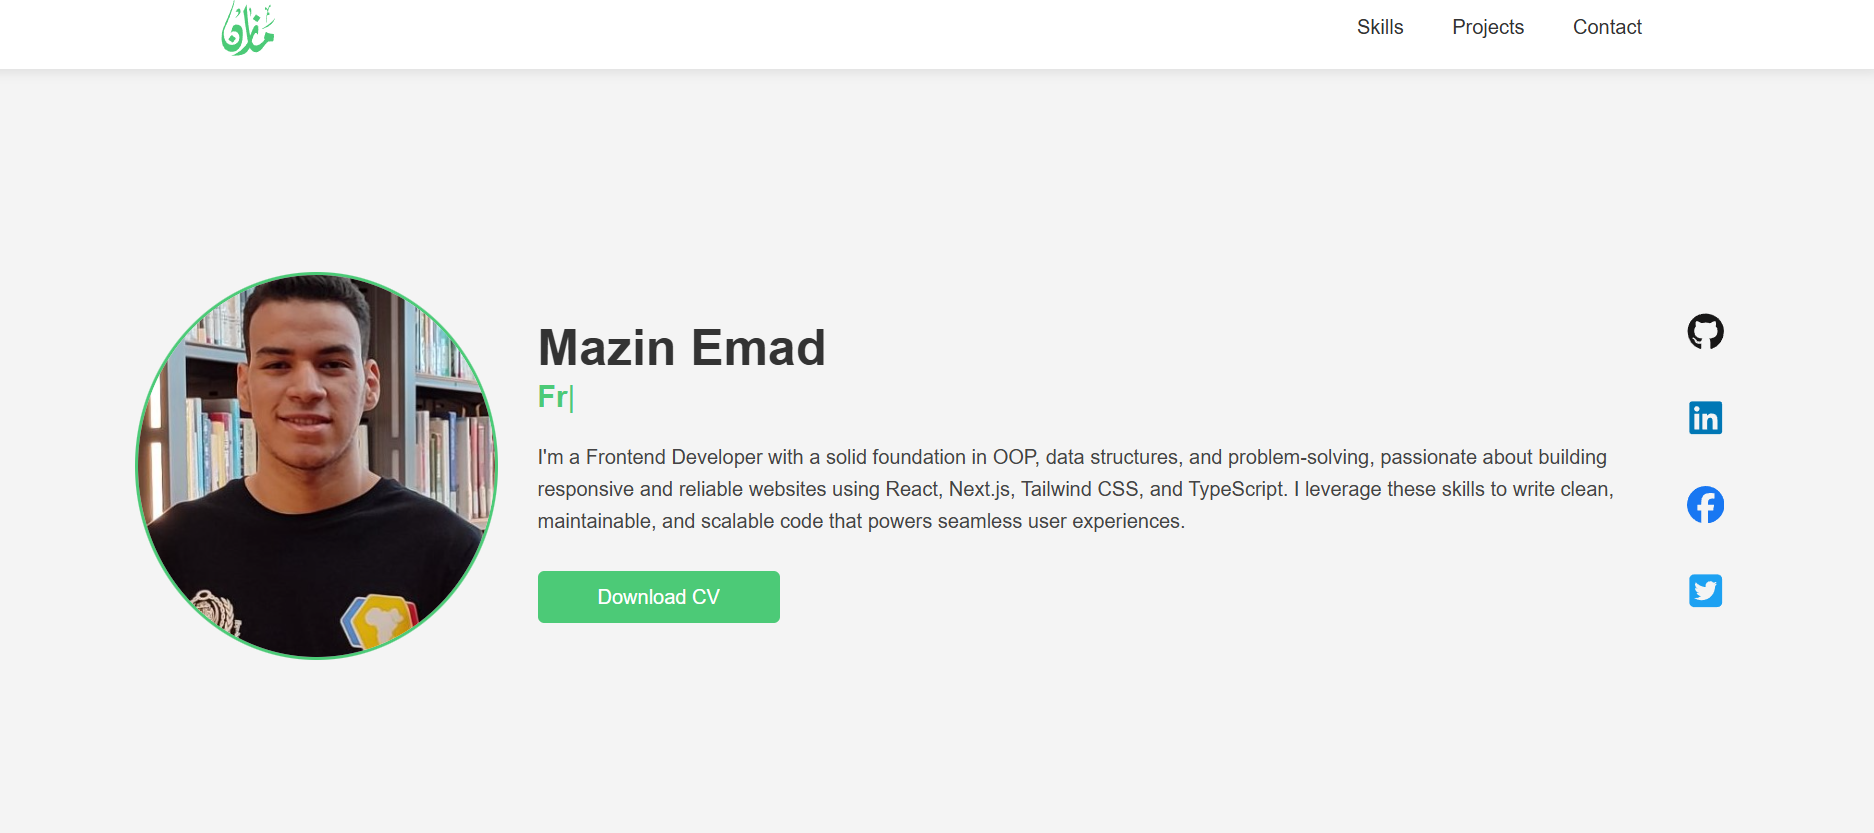 مازن
Skills
Projects
Contact
Mazin Emad
Fr
I'm a Frontend Developer with a solid foundation in OOP, data structures, and problem-solving, passionate about building
responsive and reliable websites using React, Next.js, Tailwind CSS, and TypeScript. I leverage these skills to write clean,
maintainable, and scalable code that powers seamless user experiences.
Download CV
in